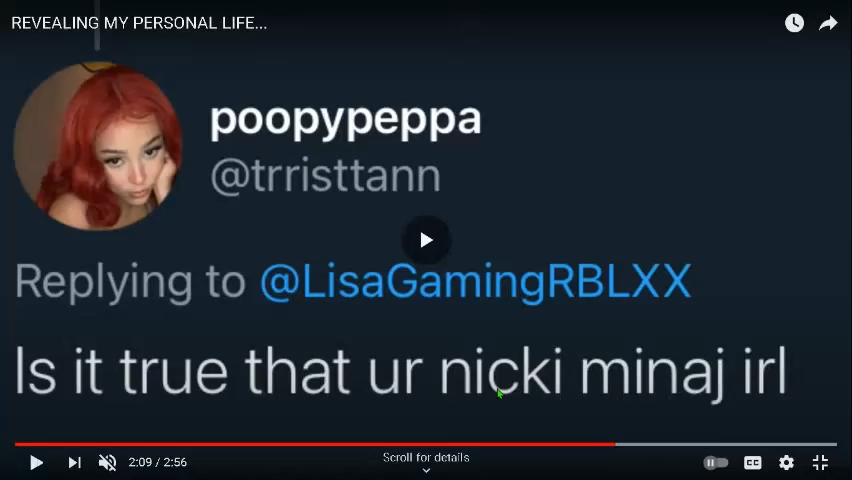 REVEALING MY PERSONAL LIFE...
poopypeppa
@trristtann
Replying to @LisaGamingRBLXX
Is it true that ur nicki minaj irl
Scroll for details
2:09 / 2:56
CC